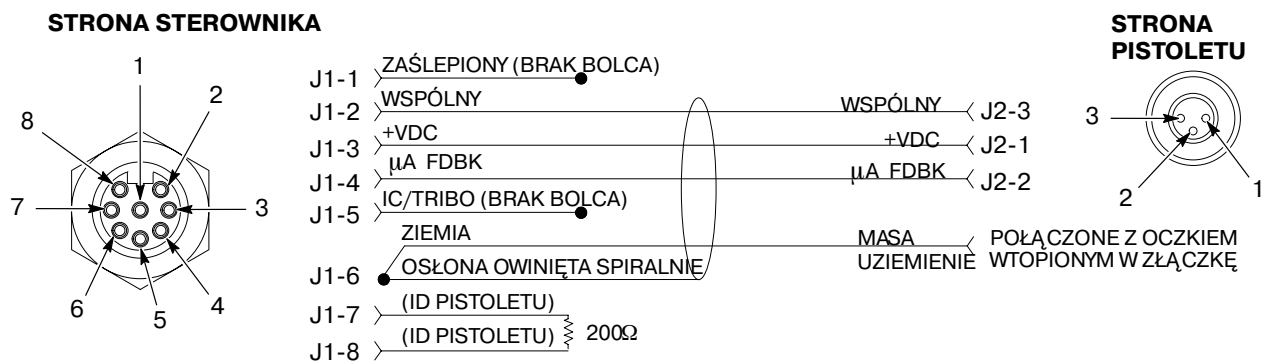 STRONA STEROWNIKA
STRONA
PISTOLETU
1
2
8
7
3
6
5
4
J1-1 ZAŚLEPIONY (BRAK BOLCA)
J1-2 WSPÓLNY WSPÓLNY J2-3
J1-3 +VDC +VDC J2-1
J1-4 µA FDBK µA FDBK J2-2
J1-5 IC/TRIBO (BRAK BOLCA)
ZIEMIA MASA POŁĄCZONE Z OCZKIEM
UZIEMIENIE WTOPIONYM W ZŁĄCZKĘ
J1-6 OSŁONA OWINIĘTA SPIRALNIE
J1-7 (ID PISTOLETU)
200Ω
J1-8 (ID PISTOLETU)
3
2
1